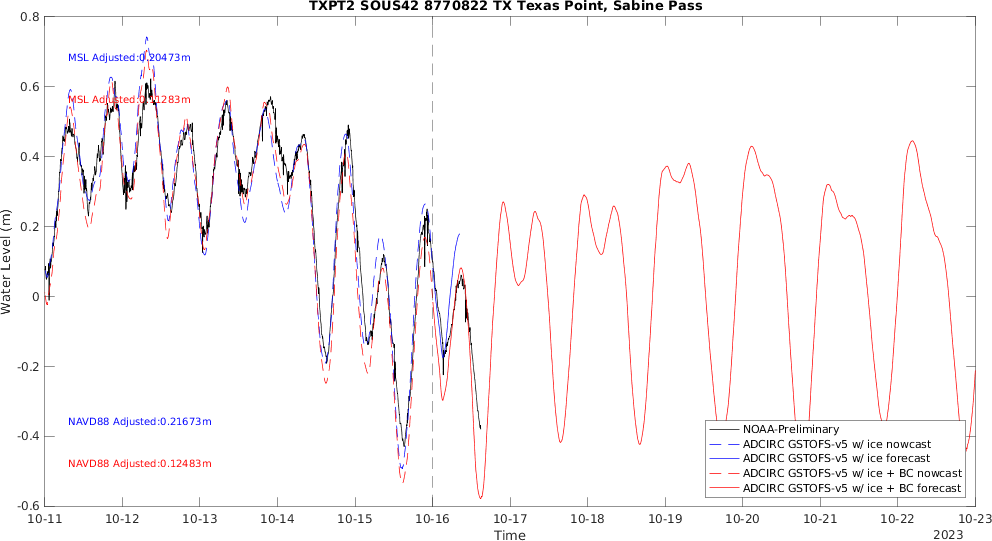 TXPT2 SOUS42 8770822 TX Texas Point, Sabine Pass
0.8
0.6
0.4
0.2
0
-0.2
-0.4
-0.6
Water Level (m)
MSL Adjusted:0.20473m
MSL Adjusted:0.11283m
NAVD88 Adjusted:0.21673m
NAVD88 Adjusted:0.12483m
NOAA-Preliminary
ADCIRC GSTOFS-v5 w/ ice nowcast
ADCIRC GSTOFS-v5 w/ ice forecast
ADCIRC GSTOFS-v5 w/ ice + BC nowcast
ADCIRC GSTOFS-v5 w/ ice + BC forecast
10-11 10-12 10-13 10-14 10-15 10-16 10-17 10-18 10-19 10-20 10-21 10-22 10-23
Time
2023